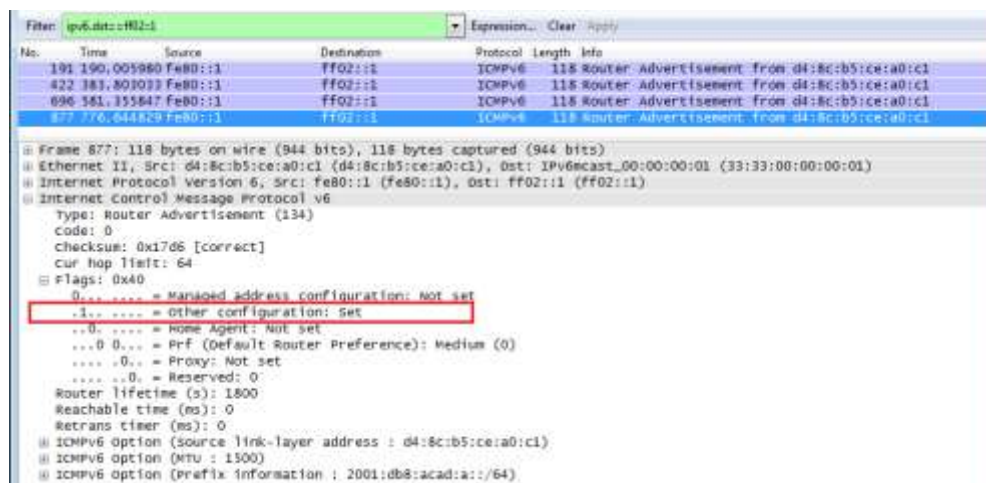 Filter: ipv6.dst==ff02::1 Expression... Clear Apply
No. Time Source Destination Protocol Length Info
191 190.005980 fe80::1 ff02::1 ICMPv6 118 Router Advertisement from d4:8c:b5:ce:a0:c1
422 383.803033 fe80::1 ff02::1 ICMPv6 118 Router Advertisement from d4:8c:b5:ce:a0:c1
696 581.355847 fe80::1 ff02::1 ICMPv6 118 Router Advertisement from d4:8c:b5:ce:a0:c1
877 776.644829 fe80::1 ff02::1 ICMPv6 118 Router Advertisement from d4:8c:b5:ce:a0:c1
Frame 877: 118 bytes on wire (944 bits), 118 bytes captured (944 bits)
Ethernet II, Src: d4:8c:b5:ce:a0:c1 (d4:8c:b5:ce:a0:c1), Dst: IPv6mcast_00:00:00:01 (33:33:00:00:00:01)
Internet Protocol Version 6, Src: fe80::1 (fe80::1), Dst: ff02::1 (ff02::1)
Internet Control Message Protocol v6
Type: Router Advertisement (134)
Code: 0
Checksum: 0x17d6 [correct]
Cur hop limit: 64
Flags: 0x40
0... .... = Managed address configuration: Not set
.1.. .... = Other configuration: Set
..0. .... = Home Agent: Not set
...0 0... = Prf (Default Router Preference): Medium (0)
.... .0.. = Proxy: Not set
.... ..0. = Reserved: 0
Router lifetime (s): 1800
Reachable time (ms): 0
Retrans timer (ms): 0
ICMPv6 Option (Source link-layer address : d4:8c:b5:ce:a0:c1)
ICMPv6 Option (MTU : 1500)
ICMPv6 Option (Prefix information : 2001:db8:acad:a::/64)